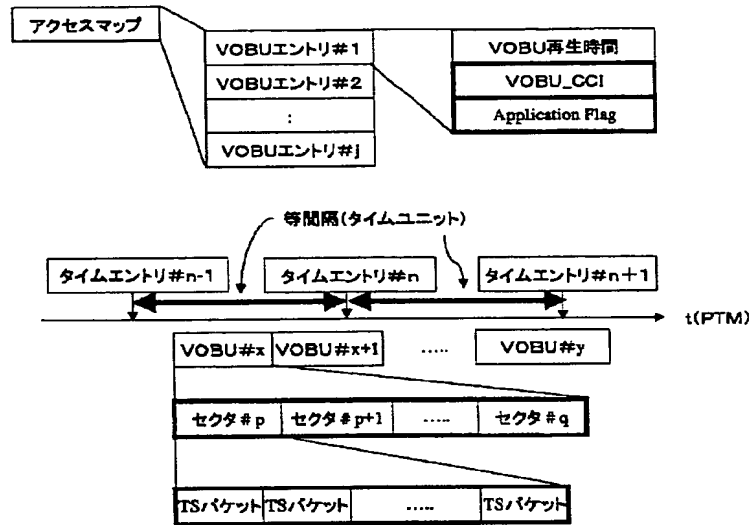 アクセスマップ
VOBUエントリ#1
VOBUエントリ#2
:
VOBUエントリ#j
VOBU再生時間
VOBU_CCI
Application Flag
等間隔(タイムユニット)
タイムエントリ#n-1 タイムエントリ#n タイムエントリ#n+1
t(PTM)
VOBU#x VOBU#x+1 ..... VOBU#y
セクタ#p セクタ#p+1 ..... セクタ#q
TSパケット TSパケット ..... TSパケット